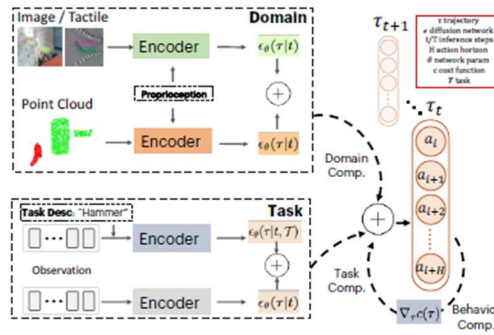 Image / Tactile
Domain
Encoder
ϵθ(τ|t)
Proprioception
Point Cloud
Encoder
ϵθ(τ|t)
Task Desc: "Hammer"
Task
Encoder
ϵθ(τ|t, 𝒯)
Observation
Encoder
ϵθ(τ|t)
Domain
Comp.
Task
Comp.
∇τc(τ)
Behavior
Comp.
τt+1
τ trajectory
ϵ diffusion network
t/T inference steps
H action horizon
θ network param
c cost function
𝒯 task
τt
ai
ai+1
ai+2
ai+H